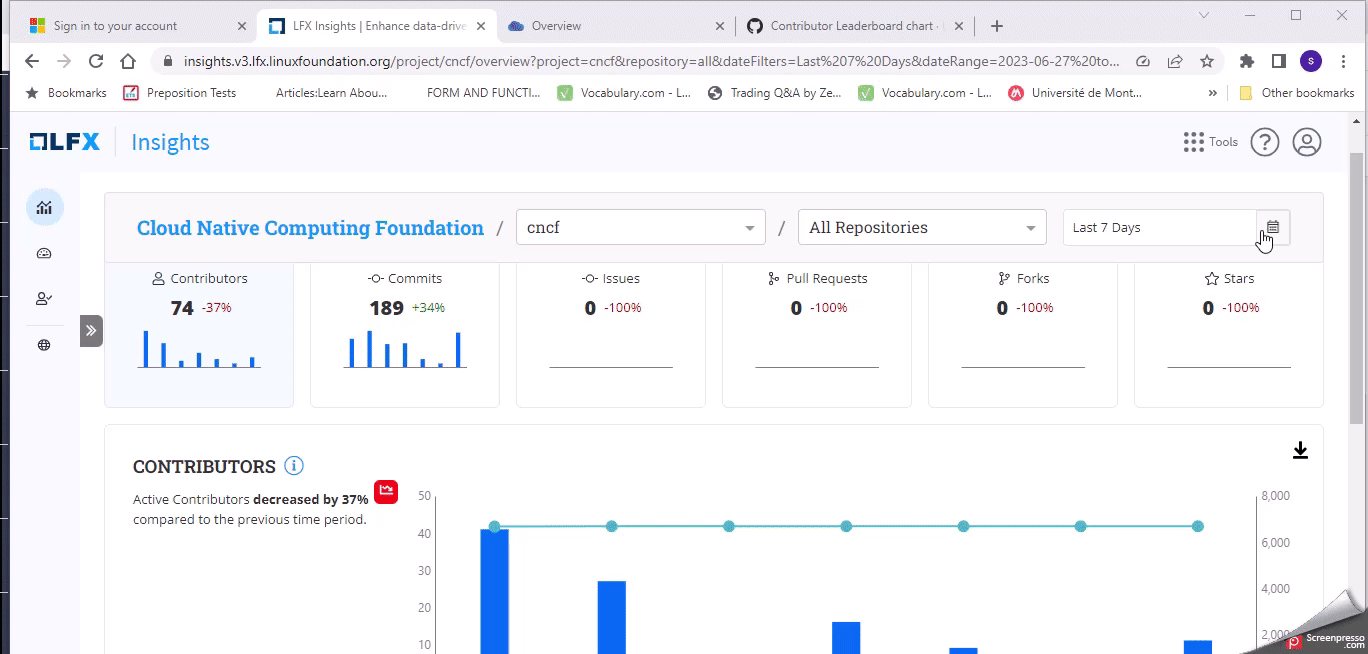 Sign in to your account
LFX Insights | Enhance data-drive
Overview
Contributor Leaderboard chart -
insights.v3.lfx.linuxfoundation.org/project/cncf/overview?project=cncf&repository=all&dateFilters=Last%207%20Days&dateRange=2023-06-27%20to...
S
Bookmarks
Preposition Tests
Articles:Learn Abou...
FORM AND FUNCTI...
Vocabulary.com - L...
Trading Q&A by Ze...
Vocabulary.com - L...
Université de Mont...
»
Other bookmarks
LFX Insights
Tools
?
Cloud Native Computing Foundation / cncf / All Repositories Last 7 Days
Contributors
74 -37%
Commits
189 +34%
Issues
0 -100%
Pull Requests
0 -100%
Forks
0 -100%
Stars
0 -100%
CONTRIBUTORS i
Active Contributors decreased by 37%
compared to the previous time period.
50
40
30
20
10
8,000
6,000
4,000
2,000
Screenpresso
.com